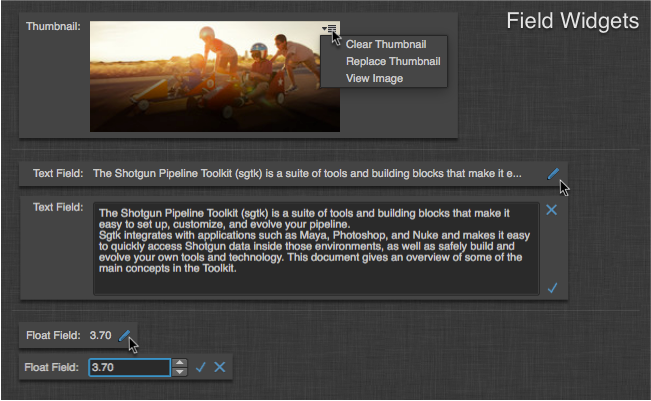 Field Widgets
Thumbnail:
Clear Thumbnail
Replace Thumbnail
View Image
Text Field: The Shotgun Pipeline Toolkit (sgtk) is a suite of tools and building blocks that make it e...
Text Field: The Shotgun Pipeline Toolkit (sgtk) is a suite of tools and building blocks that make it
easy to set up, customize, and evolve your pipeline.
Sgtk integrates with applications such as Maya, Photoshop, and Nuke and makes it easy
to quickly access Shotgun data inside those environments, as well as safely build and
evolve your own tools and technology. This document gives an overview of some of the
main concepts in the Toolkit.
Float Field: 3.70
Float Field: 3.70